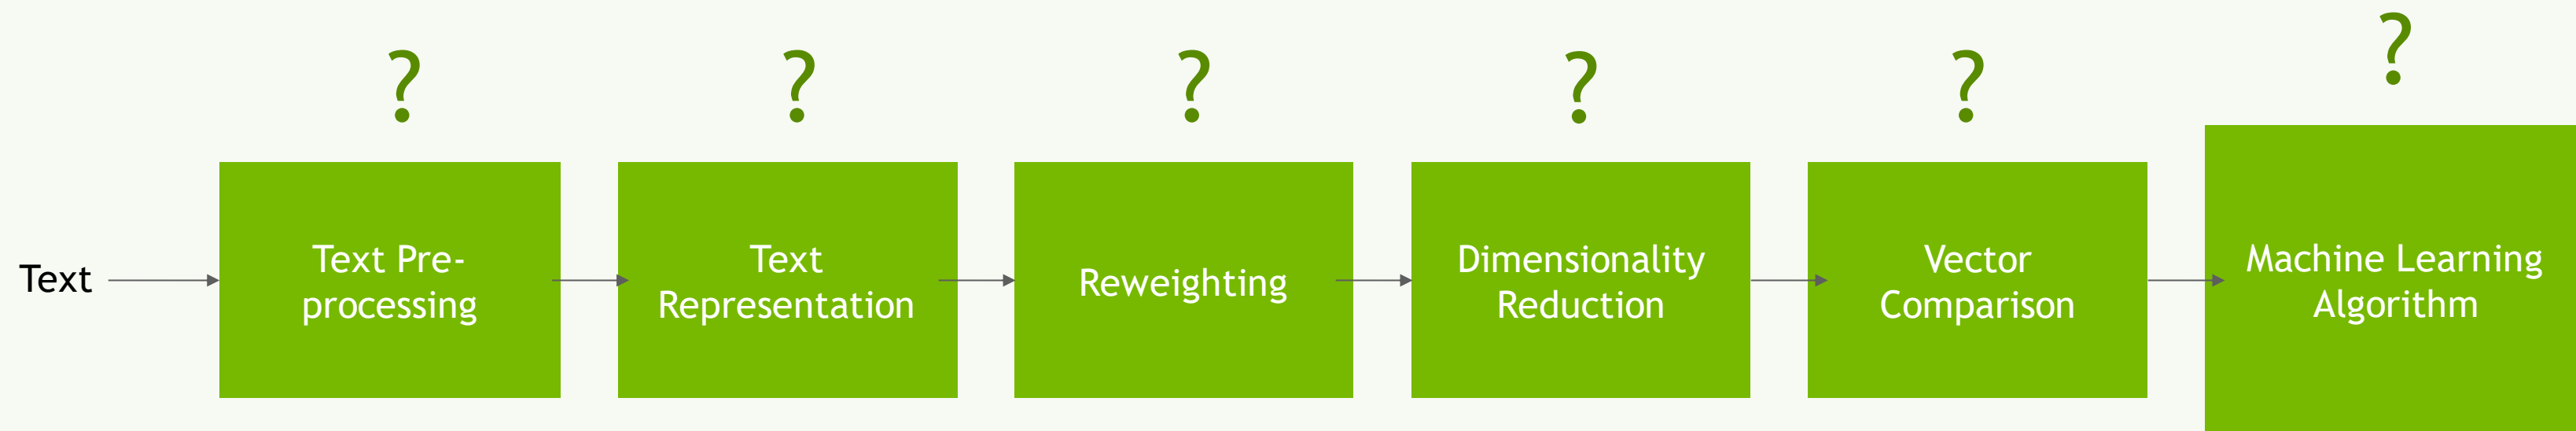 ?
?
?
?
?
?
Text
Text Pre-
processing
Text
Representation
Reweighting
Dimensionality
Reduction
Vector
Comparison
Machine Learning
Algorithm